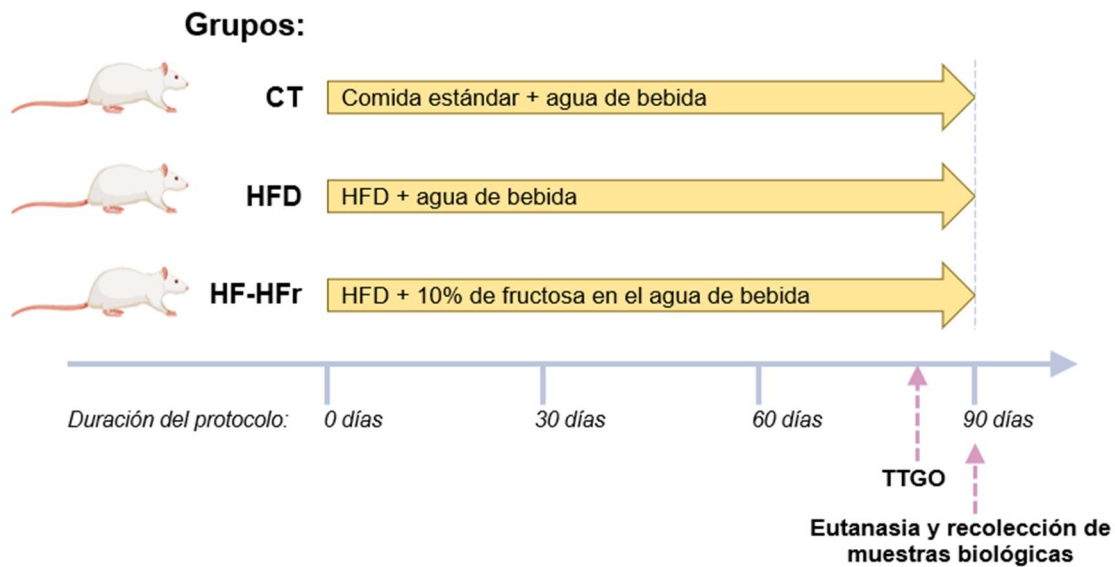 Grupos:
CT
Comida estándar + agua de bebida
HFD
HFD + agua de bebida
HF-HFr
HFD + 10% de fructosa en el agua de bebida
Duración del protocolo:
0 días
30 días
60 días
90 días
TTGO
Eutanasia y recolección de
muestras biológicas